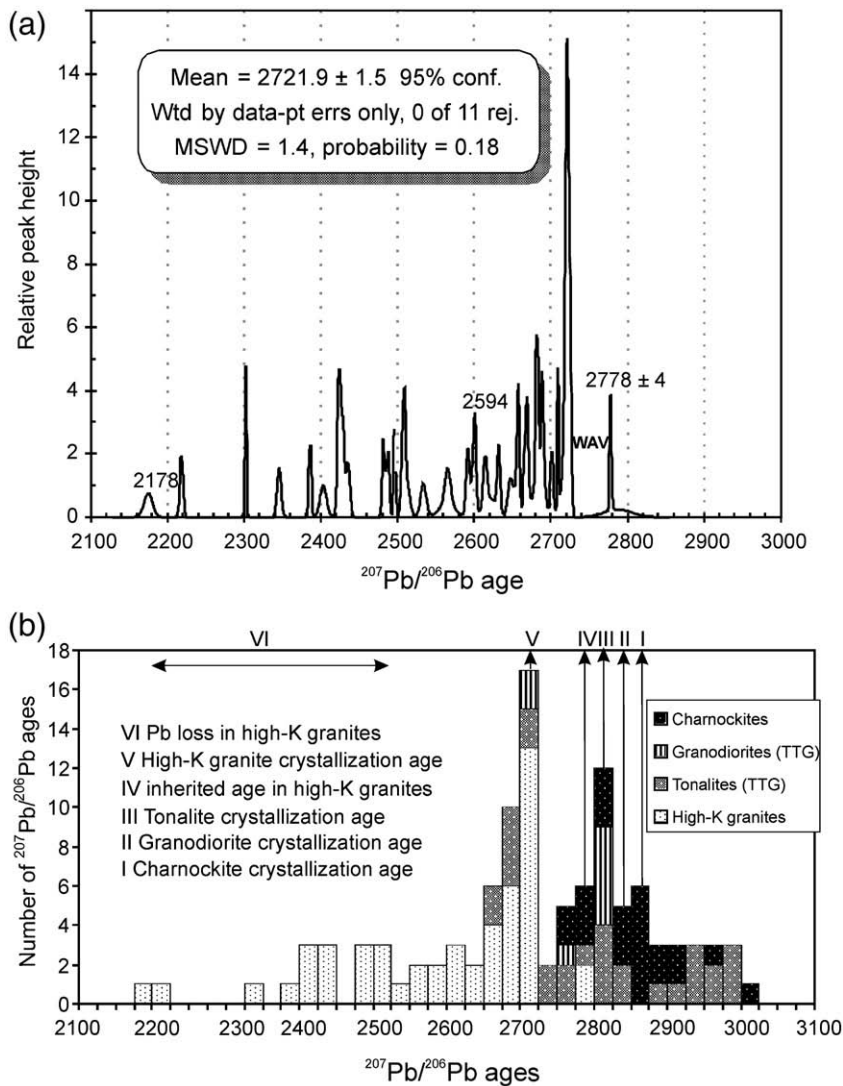 (a)
Mean = 2721.9 ± 1.5 95% conf.
Wtd by data-pt errs only, 0 of 11 rej.
MSWD = 1.4, probability = 0.18
Relative peak height
14
12
10
8
6
4
2
0
2178
2594
WAV
2778 ± 4
2100 2200 2300 2400 2500 2600 2700 2800 2900 3000
²⁰⁷Pb/²⁰⁶Pb age
(b)
VI V IV III II I
Number of ²⁰⁷Pb/²⁰⁶Pb ages
18
16
14
12
10
8
6
4
2
0
VI Pb loss in high-K granites
V High-K granite crystallization age
IV inherited age in high-K granites
III Tonalite crystallization age
II Granodiorite crystallization age
I Charnockite crystallization age
Charnockites
Granodiorites (TTG)
Tonalites (TTG)
High-K granites
2100 2200 2300 2400 2500 2600 2700 2800 2900 3000 3100
²⁰⁷Pb/²⁰⁶Pb ages